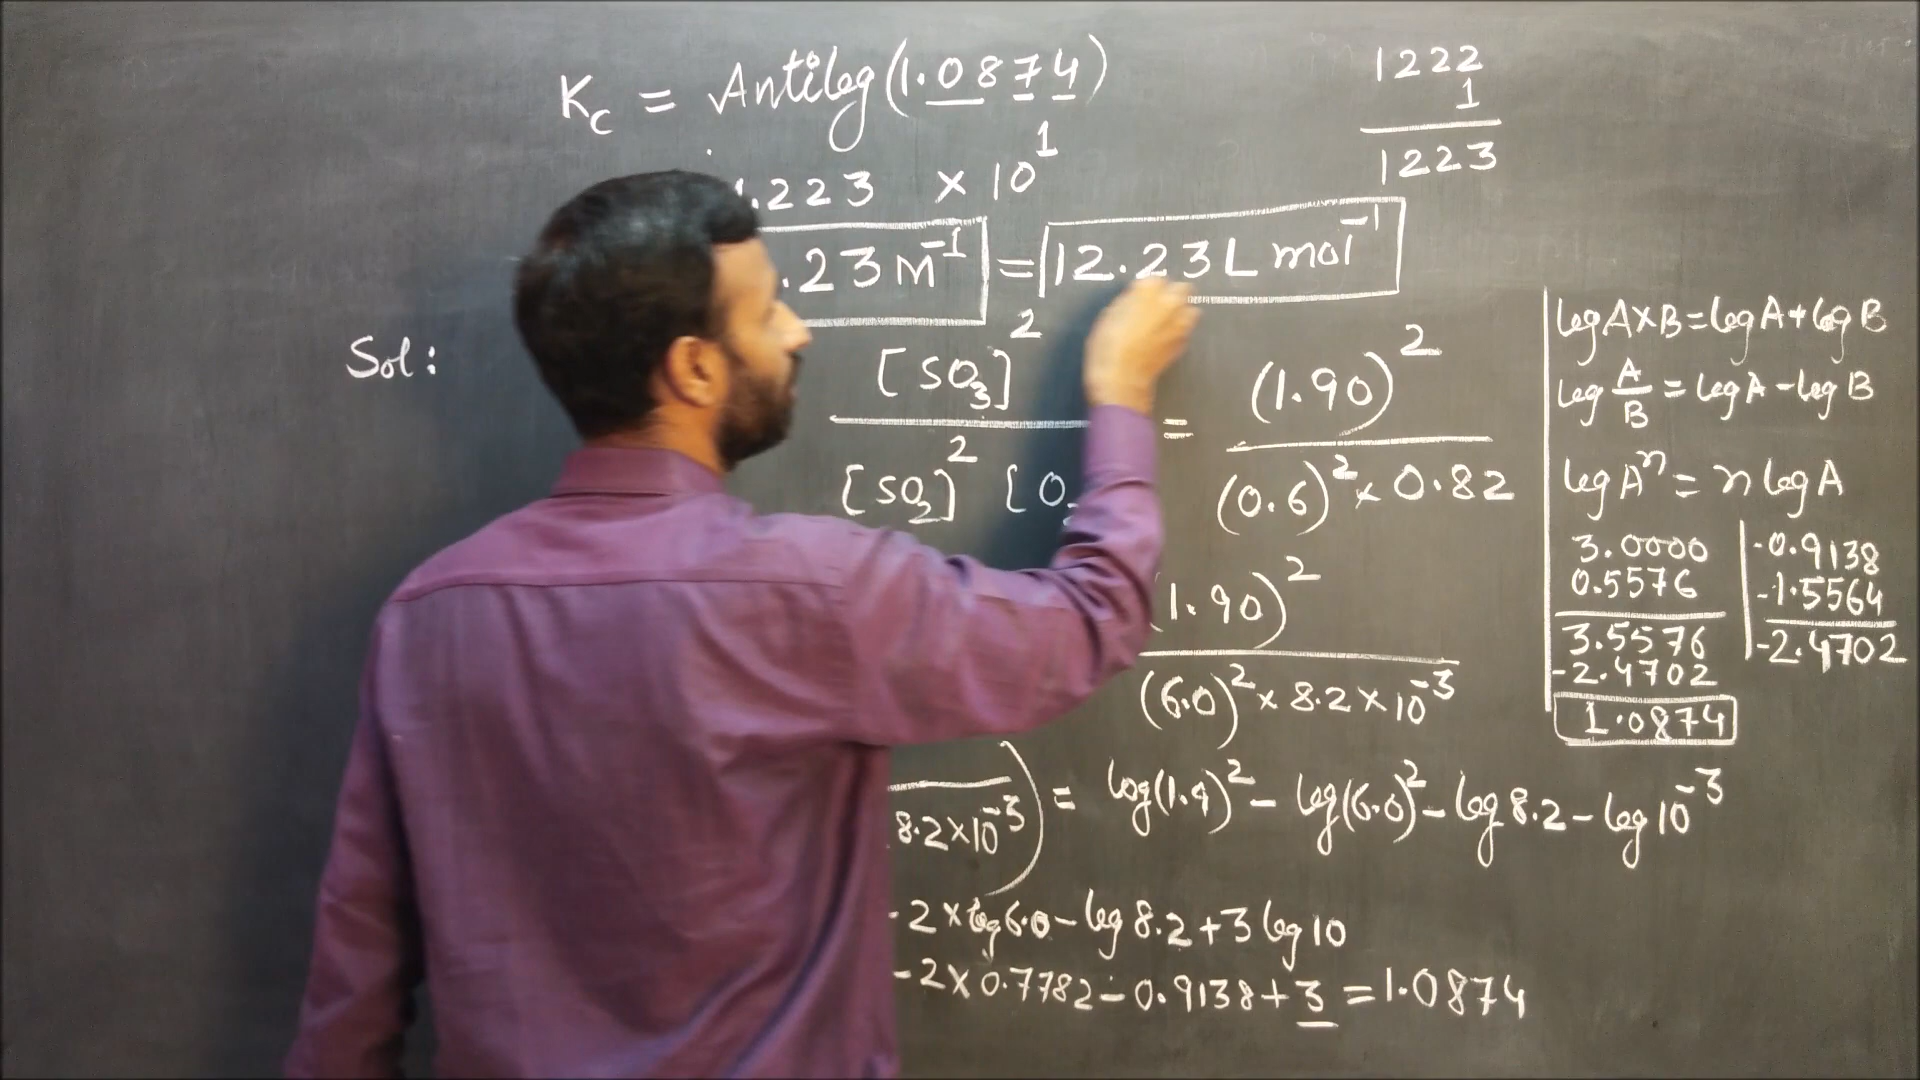 Kc = Antilog(1.0874)
.223 × 10¹
.23 M⁻¹ = 12.23 L mol⁻¹
1222
1
1223
Sol:
[SO₃]² = (1.90)²
[SO₂]² [O (0.6)² × 0.82
1.90)²
(6.0)² × 8.2 × 10⁻³
8.2×10⁻³) = log(1.9)² − log(6.0)² − log 8.2 − log 10⁻³
- 2 × log 6.0 − log 8.2 + 3 log 10
- 2 × 0.7782 − 0.9138 + 3 = 1.0874
log A×B = log A + log B
log A/B = log A − log B
log Aⁿ = n log A
3.0000
0.5576
3.5576
-2.4702
1.0874
-0.9138
-1.5564
-2.4702